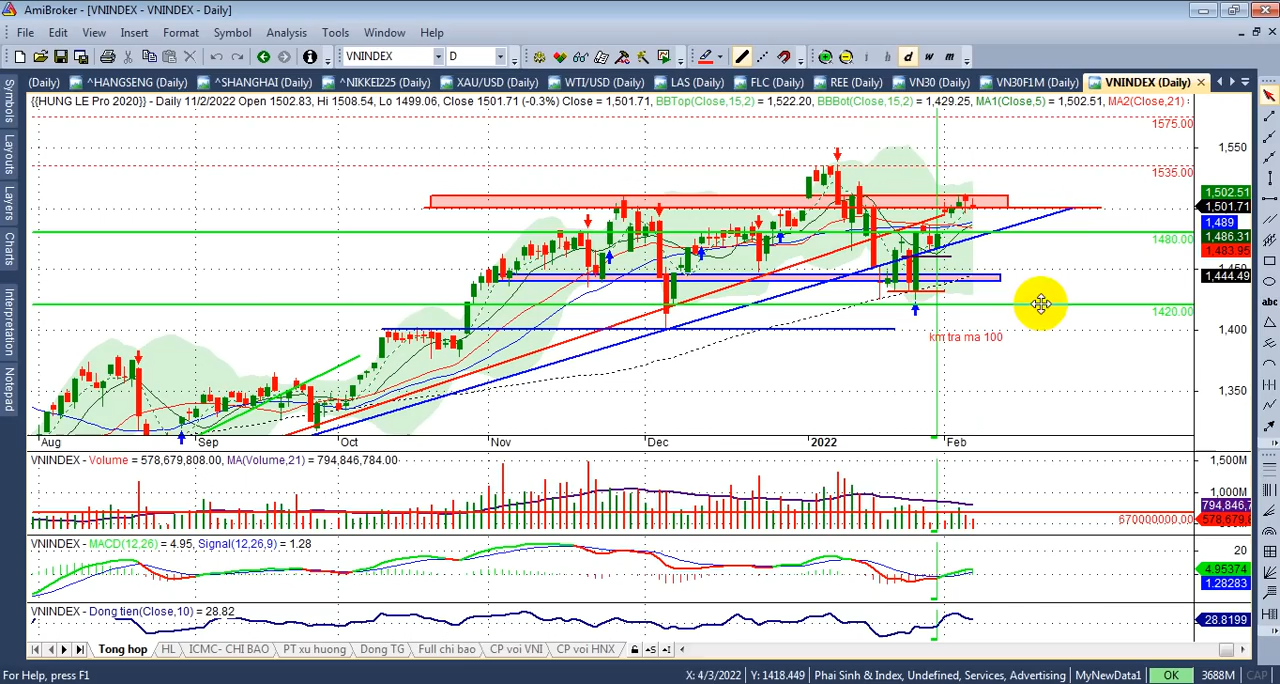 AmiBroker - [VNINDEX - VNINDEX - Daily]
File Edit View Insert Format Symbol Analysis Tools Window Help
VNINDEX D d w m
(Daily) ^HANGSENG (Daily) ^SHANGHAI (Daily) ^NIKKEI225 (Daily) XAU/USD (Daily) WTI/USD (Daily) LAS (Daily) FLC (Daily) REE (Daily) VN30 (Daily) VN30F1M (Daily) VNINDEX (Daily)
{{HUNG LE Pro 2020}} - Daily 11/2/2022 Open 1502.83, Hi 1508.54, Lo 1499.06, Close 1501.71 (-0.3%) Close = 1,501.71, BBTop(Close,15,2) = 1,522.20, BBBot(Close,15,2) = 1,429.25, MA1(Close,5) = 1,502.51, MA2(Close,21) :
Symbols
Layouts
Layers
Charts
Interpretation
Notepad
1575.00
1,550
1535.00
1,502.51
1,501.71
1,489
1,486.31
1480.00
1,483.95
1,444.49
1420.00
1,400
km tra ma 100
1,350
Aug Sep Oct Nov Dec 2022 Feb
VNINDEX - Volume = 578,679,808.00, MA(Volume,21) = 794,846,784.00
1,500M
1,000M
794,846,7
670000000.00
578,679,8
VNINDEX - MACD(12,26) = 4.95, Signal(12,26,9) = 1.28
20
4.95374
1.28283
VNINDEX - Dong tien(Close,10) = 28.82
28.8199
Tong hop HL ICMC- CHI BAO PT xu huong Dong TG Full chi bao CP voi VNI CP voi HNX
For Help, press F1 X: 4/3/2022 Y: 1418.449 Phai Sinh & Index, Undefined, Services, Advertising MyNewData1 OK 3688M CAP
abc